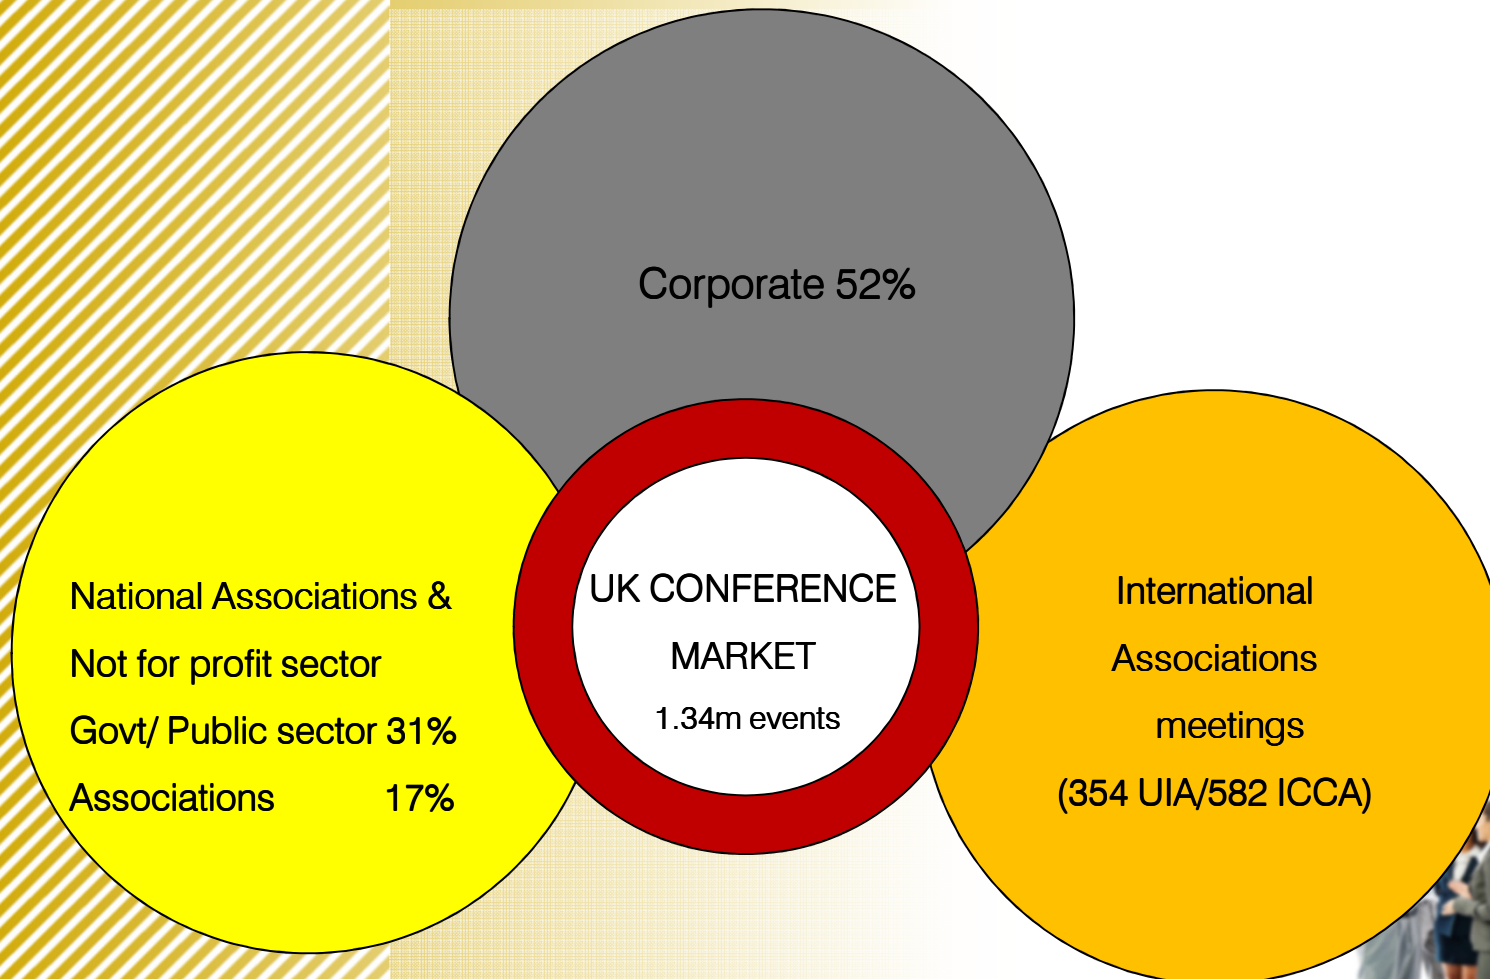 Corporate 52%
National Associations &
Not for profit sector
Govt/ Public sector 31%
Associations 17%
UK CONFERENCE
MARKET
1.34m events
International
Associations
meetings
(354 UIA/582 ICCA)